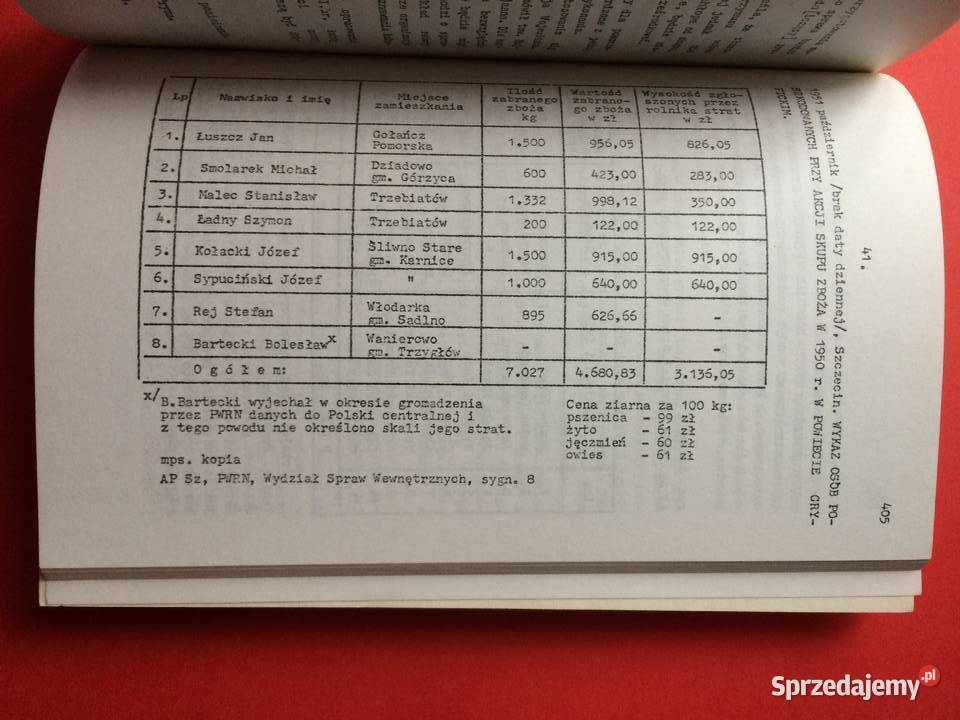 405
41.
1951 październik /brak daty dziennej/, Szczecin. WYKAZ OSÓB PO-
SZKODOWANYCH PRZY AKCJI SKUPU ZBOŻA W 1950 r. W POWIECIE GRY-
FICKIM.
Lp Nazwisko i imię Miejsce zamieszkania Ilość zabranego zboża kg Wartość zabrane-go zboża w zł Wysokość zgło-szonych przez rolnika strat w zł
1. Łuszcz Jan Gołańcz Pomorska 1.500 956,05 826,05
2. Smolarek Michał Dziadowo gm. Górzyca 600 423,00 283,00
3. Malec Stanisław Trzebiatów 1.332 998,12 350,00
4. Ładny Szymon Trzebiatów 200 122,00 122,00
5. Kołacki Józef Śliwno Stare gm. Karnice 1.500 915,00 915,00
6. Sypuciński Józef " 1.000 640,00 640,00
7. Rej Stefan Włodarka gm. Sadlno 895 626,66 -
8. Bartecki Bolesław x Waniorowo gm. Trzygłów - - -
Ogółem: 7.027 4.680,83 3.136,05
x/ B.Bartecki wyjechał w okresie gromadzenia
przez PWRN danych do Polski centralnej i
z tego powodu nie określono skali jego strat.
Cena ziarna za 100 kg:
pszenica - 99 zł
żyto - 61 zł
jęczmień - 60 zł
owies - 61 zł
mps. kopia
AP Sz, PWRN, Wydział Spraw Wewnętrznych, sygn. 8
Sprzedajemy.pl